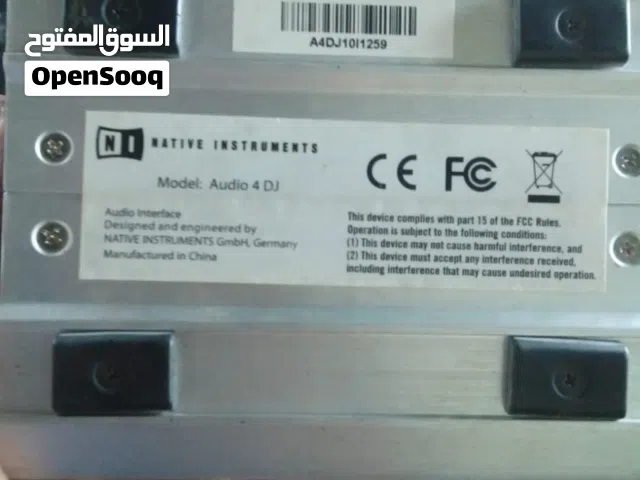 السوق المفتوح
OpenSooq
A4DJ10I1259
NI NATIVE INSTRUMENTS
Model: Audio 4 DJ
Audio Interface
Designed and engineered by
NATIVE INSTRUMENTS GmbH, Germany
Manufactured in China
CE FC
This device complies with part 15 of the FCC Rules.
Operation is subject to the following conditions:
(1) This device may not cause harmful interference, and
(2) This device must accept any interference received,
including interference that may cause undesired operation.